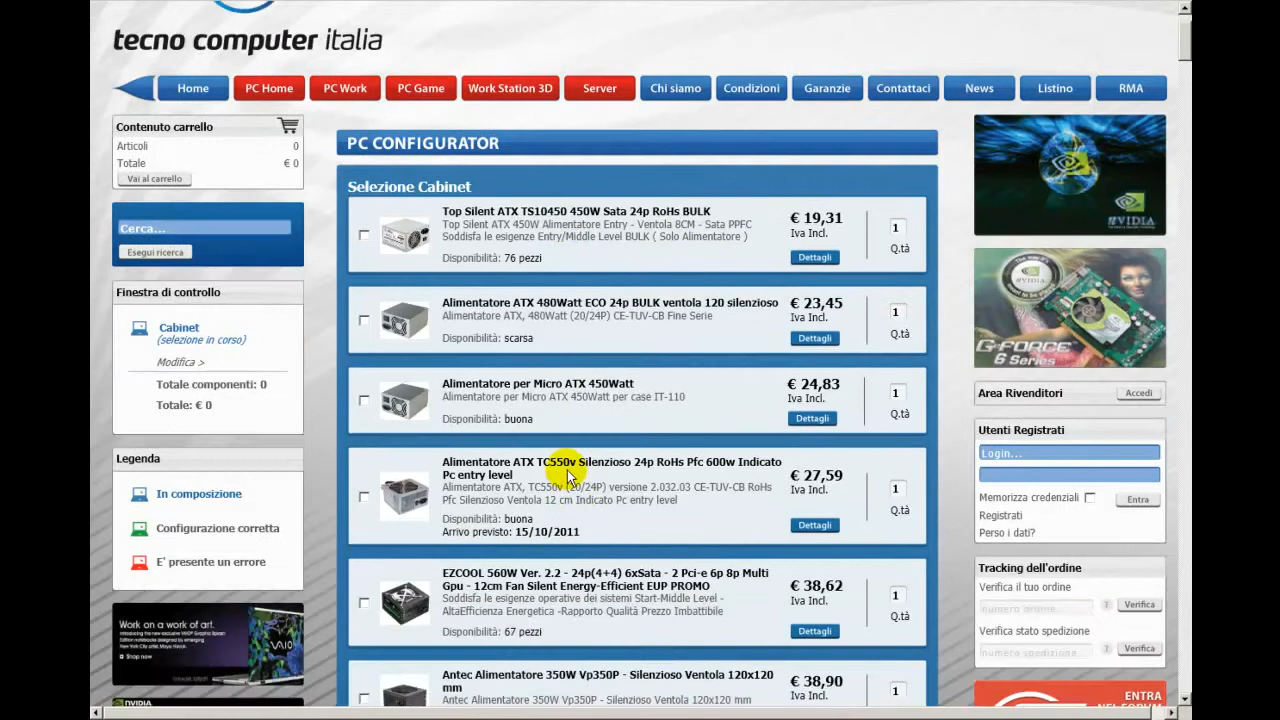 tecno computer italia
Home
PC Home
PC Work
PC Game
Work Station 3D
Server
Chi siamo
Condizioni
Garanzie
Contattaci
News
Listino
RMA
Contenuto carrello
Articoli 0
Totale € 0
Vai al carrello
Cerca...
Esegui ricerca
Finestra di controllo
Cabinet
(selezione in corso)
Modifica >
Totale componenti: 0
Totale: € 0
Legenda
In composizione
Configurazione corretta
E' presente un errore
Work on a work of art.
VAIO
Shop now
PC CONFIGURATOR
Selezione Cabinet
Top Silent ATX TS10450 450W Sata 24p RoHs BULK
Top Silent ATX 450W Alimentatore Entry - Ventola 8CM - Sata PPFC
Soddisfa le esigenze Entry/Middle Level BULK ( Solo Alimentatore )
Disponibilità: 76 pezzi
€ 19,31
Iva Incl.
Dettagli
1
Q.tà
Alimentatore ATX 480Watt ECO 24p BULK ventola 120 silenzioso
Alimentatore ATX, 480Watt (20/24P) CE-TUV-CB Fine Serie
Disponibilità: scarsa
€ 23,45
Iva Incl.
Dettagli
1
Q.tà
Alimentatore per Micro ATX 450Watt
Alimentatore per Micro ATX 450Watt per case IT-110
Disponibilità: buona
€ 24,83
Iva Incl.
Dettagli
1
Q.tà
Alimentatore ATX TC550v Silenzioso 24p RoHs Pfc 600w Indicato
Pc entry level
Alimentatore ATX, TC550v (20/24P) versione 2.032.03 CE-TUV-CB RoHs
Pfc Silenzioso Ventola 12 cm Indicato Pc entry level
Disponibilità: buona
Arrivo previsto: 15/10/2011
€ 27,59
Iva Incl.
Dettagli
1
Q.tà
EZCOOL 560W Ver. 2.2 - 24p(4+4) 6xSata - 2 Pci-e 6p 8p Multi
Gpu - 12cm Fan Silent Energy-Efficient EUP PROMO
Soddisfa le esigenze operative dei sistemi Start-Middle Level -
AltaEfficienza Energetica -Rapporto Qualità Prezzo Imbattibile
Disponibilità: 67 pezzi
€ 38,62
Iva Incl.
Dettagli
1
Q.tà
Antec Alimentatore 350W Vp350P - Silenzioso Ventola 120x120
mm
Antec Alimentatore 350W Vp350P - Silenzioso Ventola 120x120 mm
€ 38,90
Iva Incl.
1
NVIDIA
GFORCE
6 Series
Area Rivenditori
Accedi
Utenti Registrati
Login...
Memorizza credenziali
Entra
Registrati
Perso i dati?
Tracking dell'ordine
Verifica il tuo ordine
numero ordine...
Verifica
Verifica stato spedizione
numero spedizione...
Verifica
ENTRA
NEL FORUM